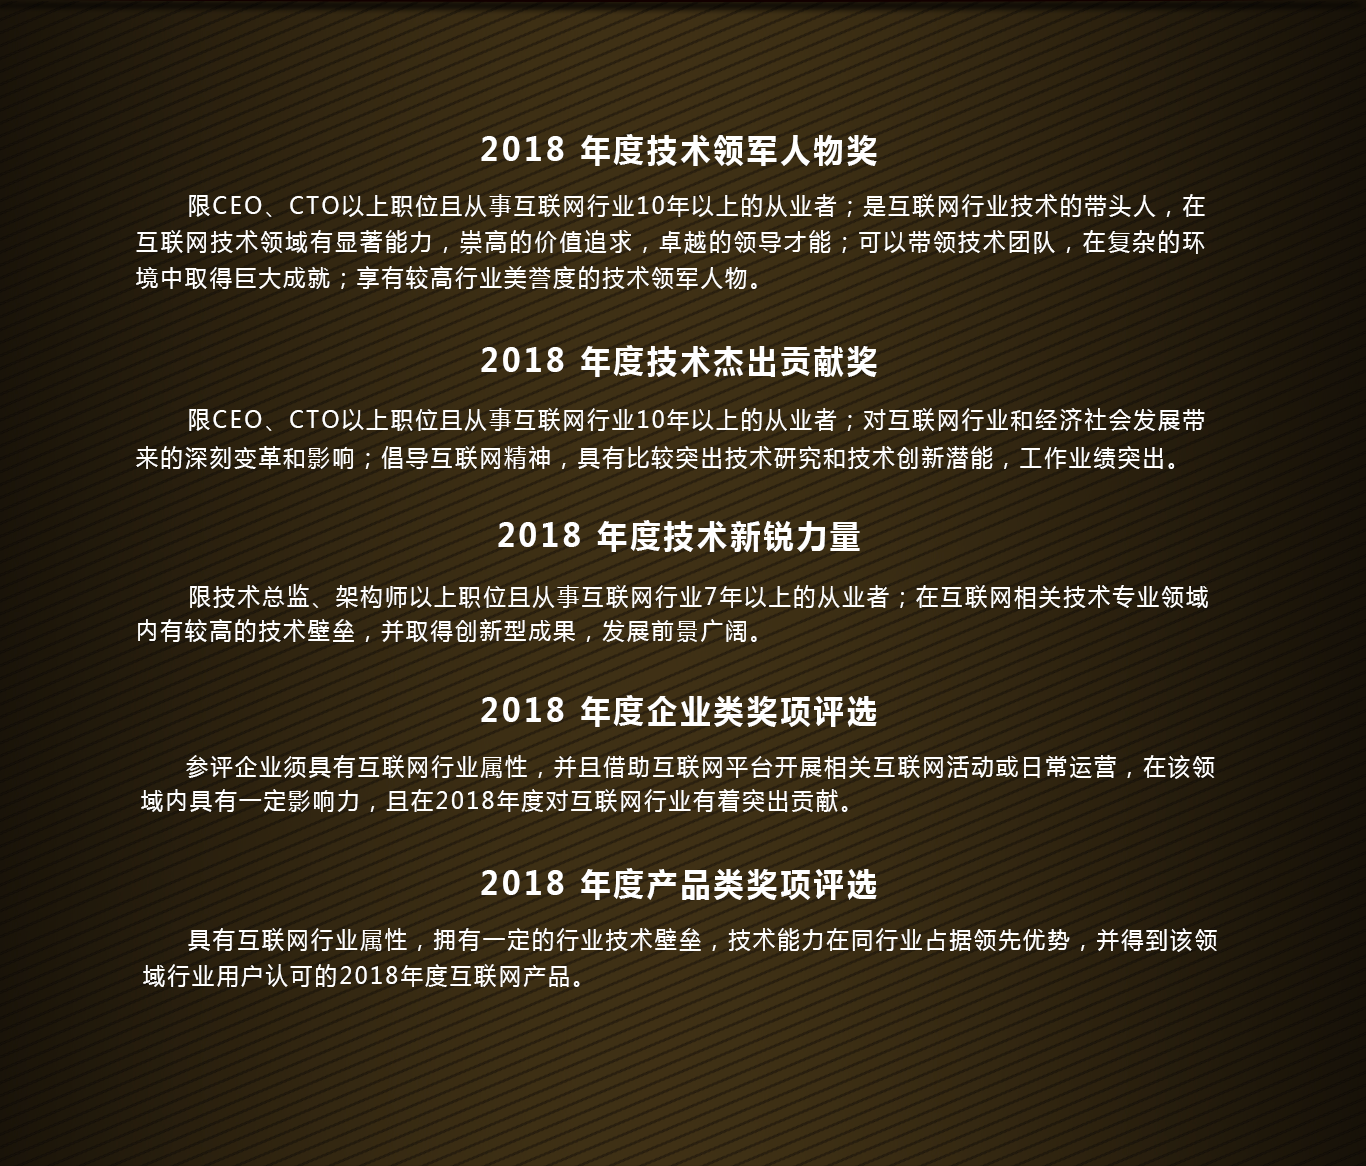 2018 年度技术领军人物奖
限CEO、CTO以上职位且从事互联网行业10年以上的从业者；是互联网行业技术的带头人，在
互联网技术领域有显著能力，崇高的价值追求，卓越的领导才能；可以带领技术团队，在复杂的环
境中取得巨大成就；享有较高行业美誉度的技术领军人物。
2018 年度技术杰出贡献奖
限CEO、CTO以上职位且从事互联网行业10年以上的从业者；对互联网行业和经济社会发展带
来的深刻变革和影响；倡导互联网精神，具有比较突出技术研究和技术创新潜能，工作业绩突出。
2018 年度技术新锐力量
限技术总监、架构师以上职位且从事互联网行业7年以上的从业者；在互联网相关技术专业领域
内有较高的技术壁垒，并取得创新型成果，发展前景广阔。
2018 年度企业类奖项评选
参评企业须具有互联网行业属性，并且借助互联网平台开展相关互联网活动或日常运营，在该领
域内具有一定影响力，且在2018年度对互联网行业有着突出贡献。
2018 年度产品类奖项评选
具有互联网行业属性，拥有一定的行业技术壁垒，技术能力在同行业占据领先优势，并得到该领
域行业用户认可的2018年度互联网产品。